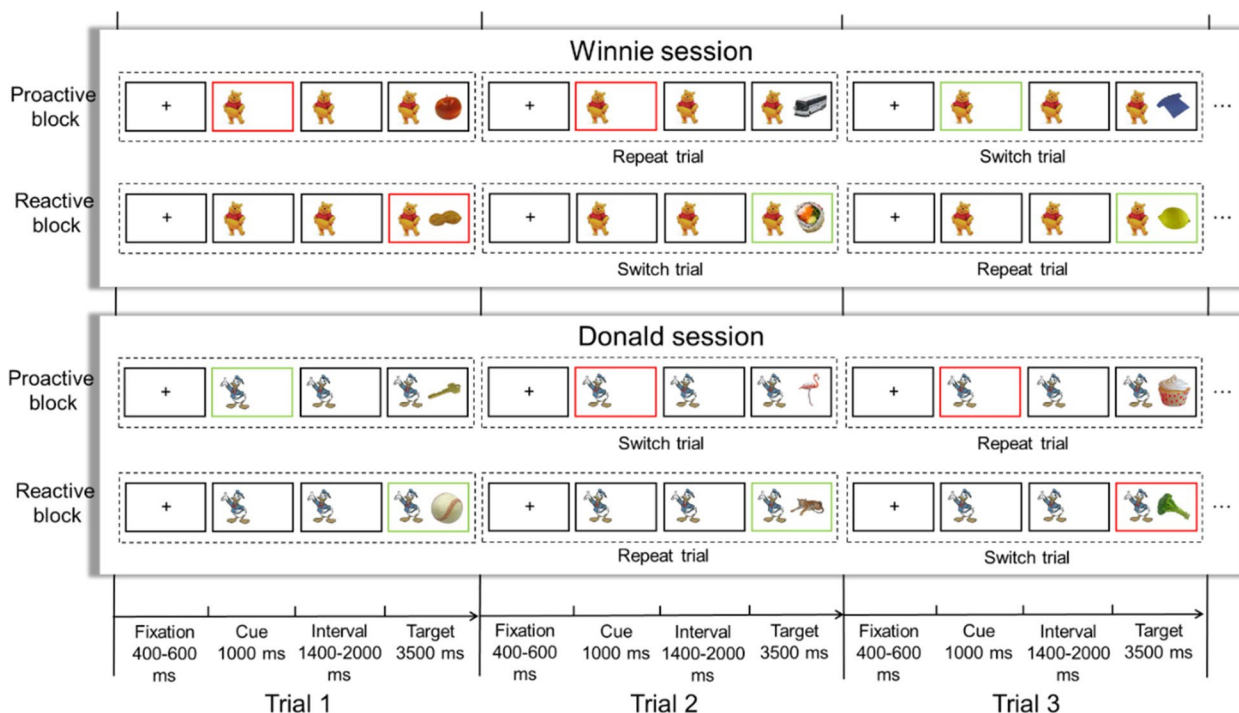 Winnie session
Proactive
block
+
+
+
...
Repeat trial
Switch trial
Reactive
block
+
+
+
...
Switch trial
Repeat trial
Donald session
Proactive
block
+
+
+
...
Switch trial
Repeat trial
Reactive
block
+
+
+
...
Repeat trial
Switch trial
Fixation Cue Interval Target Fixation Cue Interval Target Fixation Cue Interval Target
400-600 1000 ms 1400-2000 3500 ms 400-600 1000 ms 1400-2000 3500 ms 400-600 1000 ms 1400-2000 3500 ms
ms ms ms ms ms ms
Trial 1 Trial 2 Trial 3